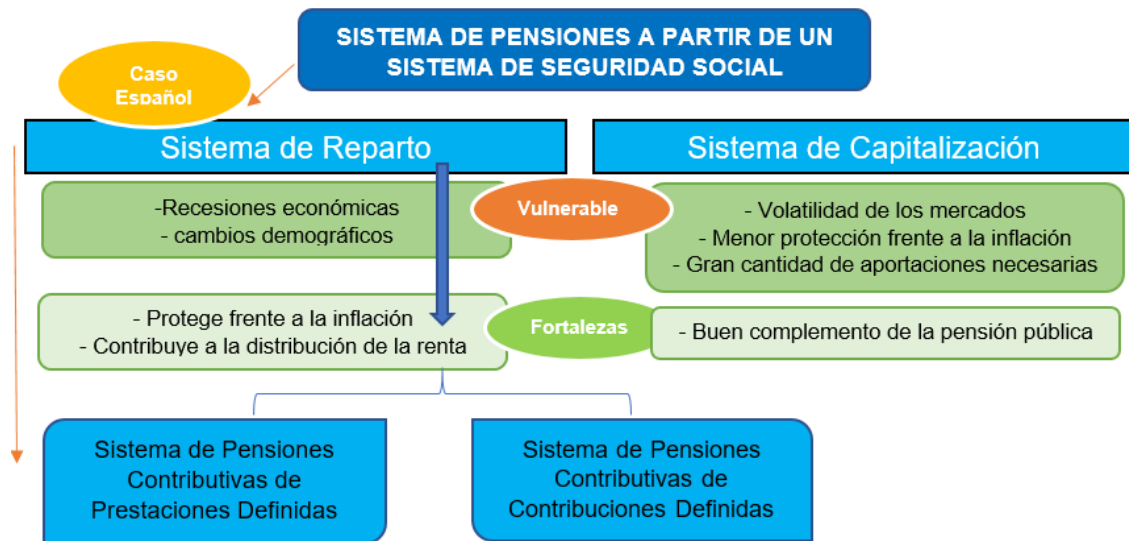 SISTEMA DE PENSIONES A PARTIR DE UN
SISTEMA DE SEGURIDAD SOCIAL
Caso
Español
Sistema de Reparto
Sistema de Capitalización
-Recesiones económicas
- cambios demográficos
Vulnerable
- Volatilidad de los mercados
- Menor protección frente a la inflación
- Gran cantidad de aportaciones necesarias
- Protege frente a la inflación
- Contribuye a la distribución de la renta
Fortalezas
- Buen complemento de la pensión pública
Sistema de Pensiones
Contributivas de
Prestaciones Definidas
Sistema de Pensiones
Contributivas de
Contribuciones Definidas